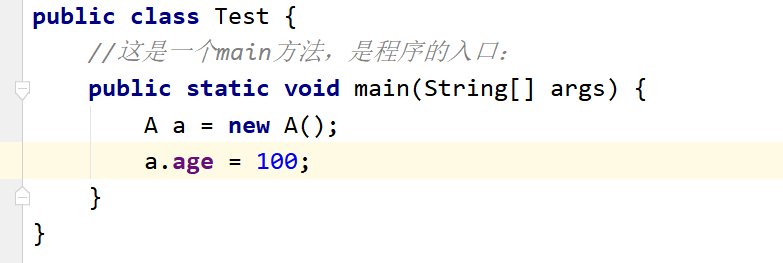 public class Test {
//这是一个main方法，是程序的入口：
public static void main(String[] args) {
A a = new A();
a.age = 100;
}
}